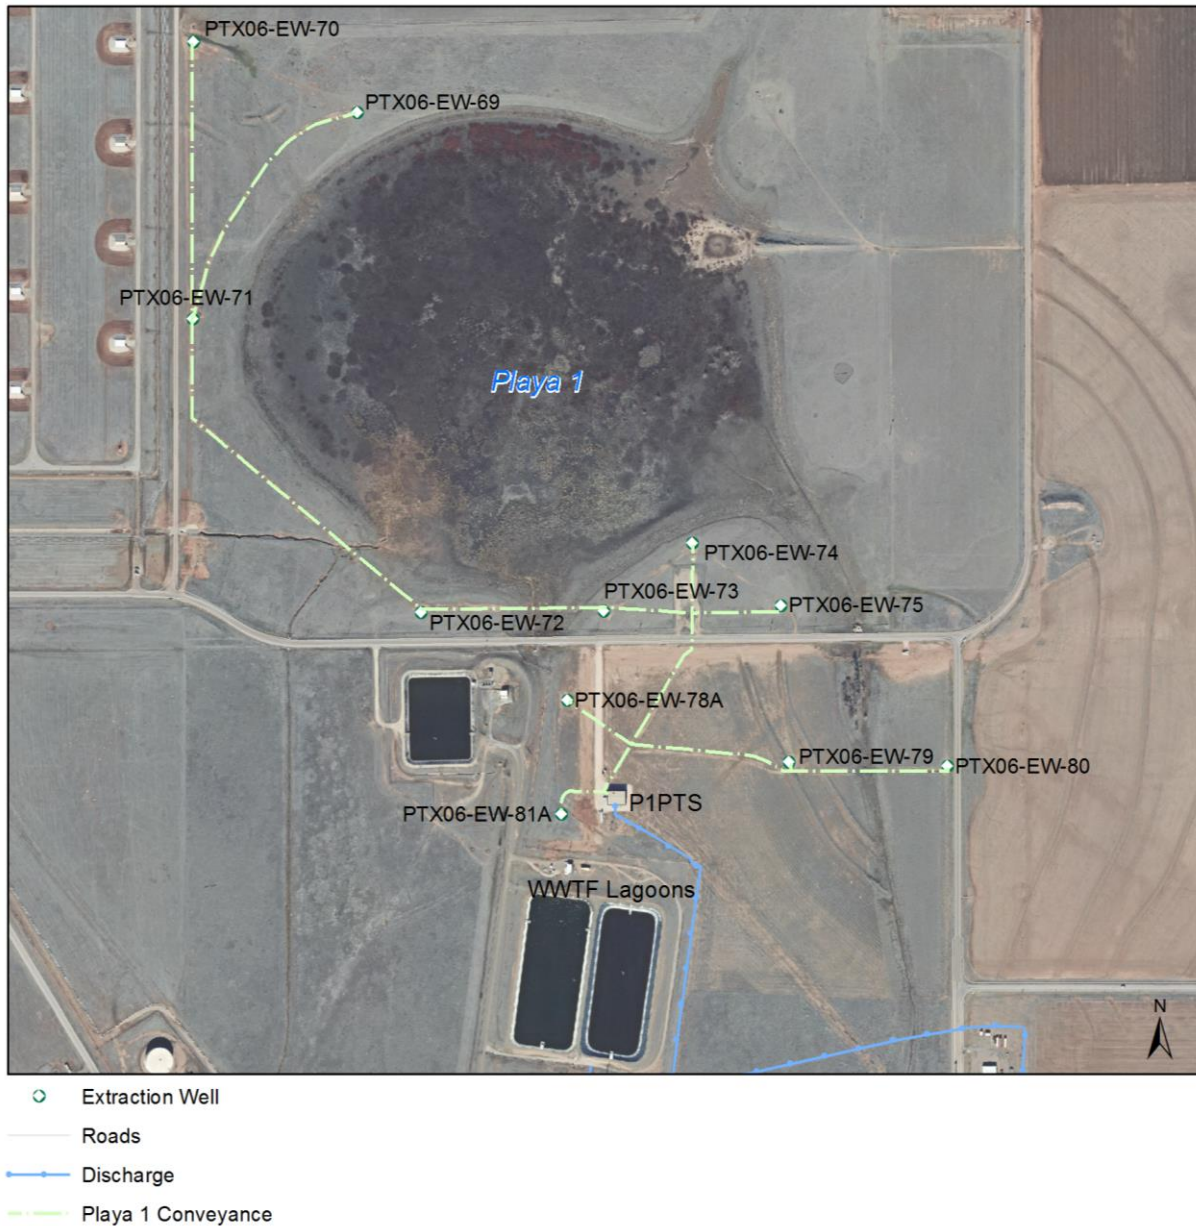 PTX06-EW-70
PTX06-EW-69
PTX06-EW-71
Playa 1
PTX06-EW-74
PTX06-EW-73
PTX06-EW-75
PTX06-EW-72
PTX06-EW-78A
PTX06-EW-79
PTX06-EW-80
P1PTS
PTX06-EW-81A
WWTF Lagoons
N
Extraction Well
Roads
Discharge
Playa 1 Conveyance